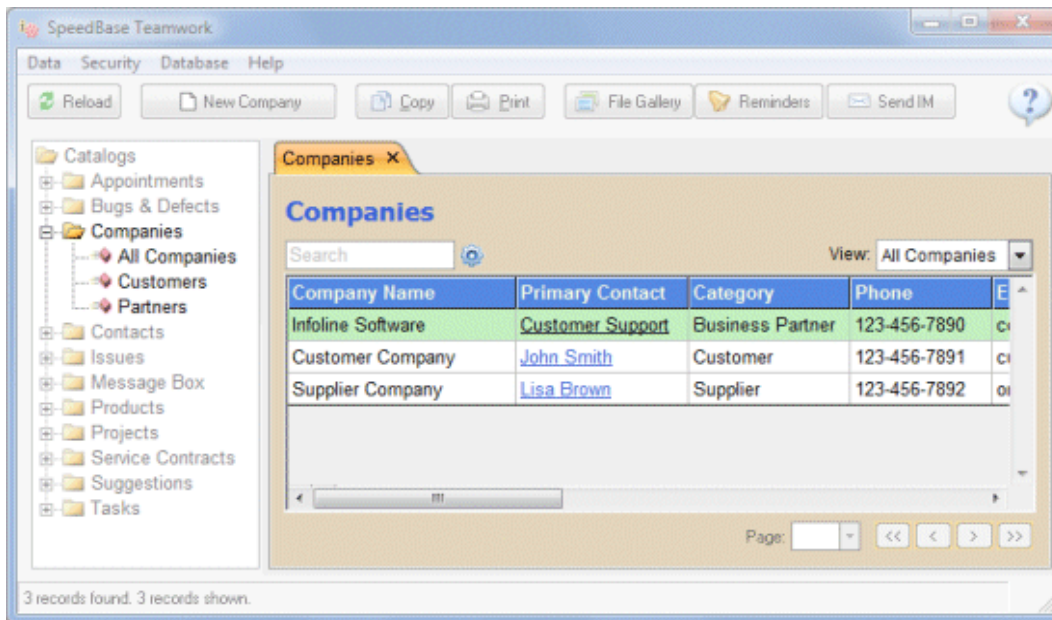 SpeedBase Teamwork
Data Security Database Help
Reload New Company Copy Print File Gallery Reminders Send IM ?
Catalogs
Appointments
Bugs & Defects
Companies
All Companies
Customers
Partners
Contacts
Issues
Message Box
Products
Projects
Service Contracts
Suggestions
Tasks
Companies X
Companies
Search View: All Companies
Company Name Primary Contact Category Phone E
Infoline Software Customer Support Business Partner 123-456-7890
Customer Company John Smith Customer 123-456-7891
Supplier Company Lisa Brown Supplier 123-456-7892
Page: << < > >>
3 records found. 3 records shown.